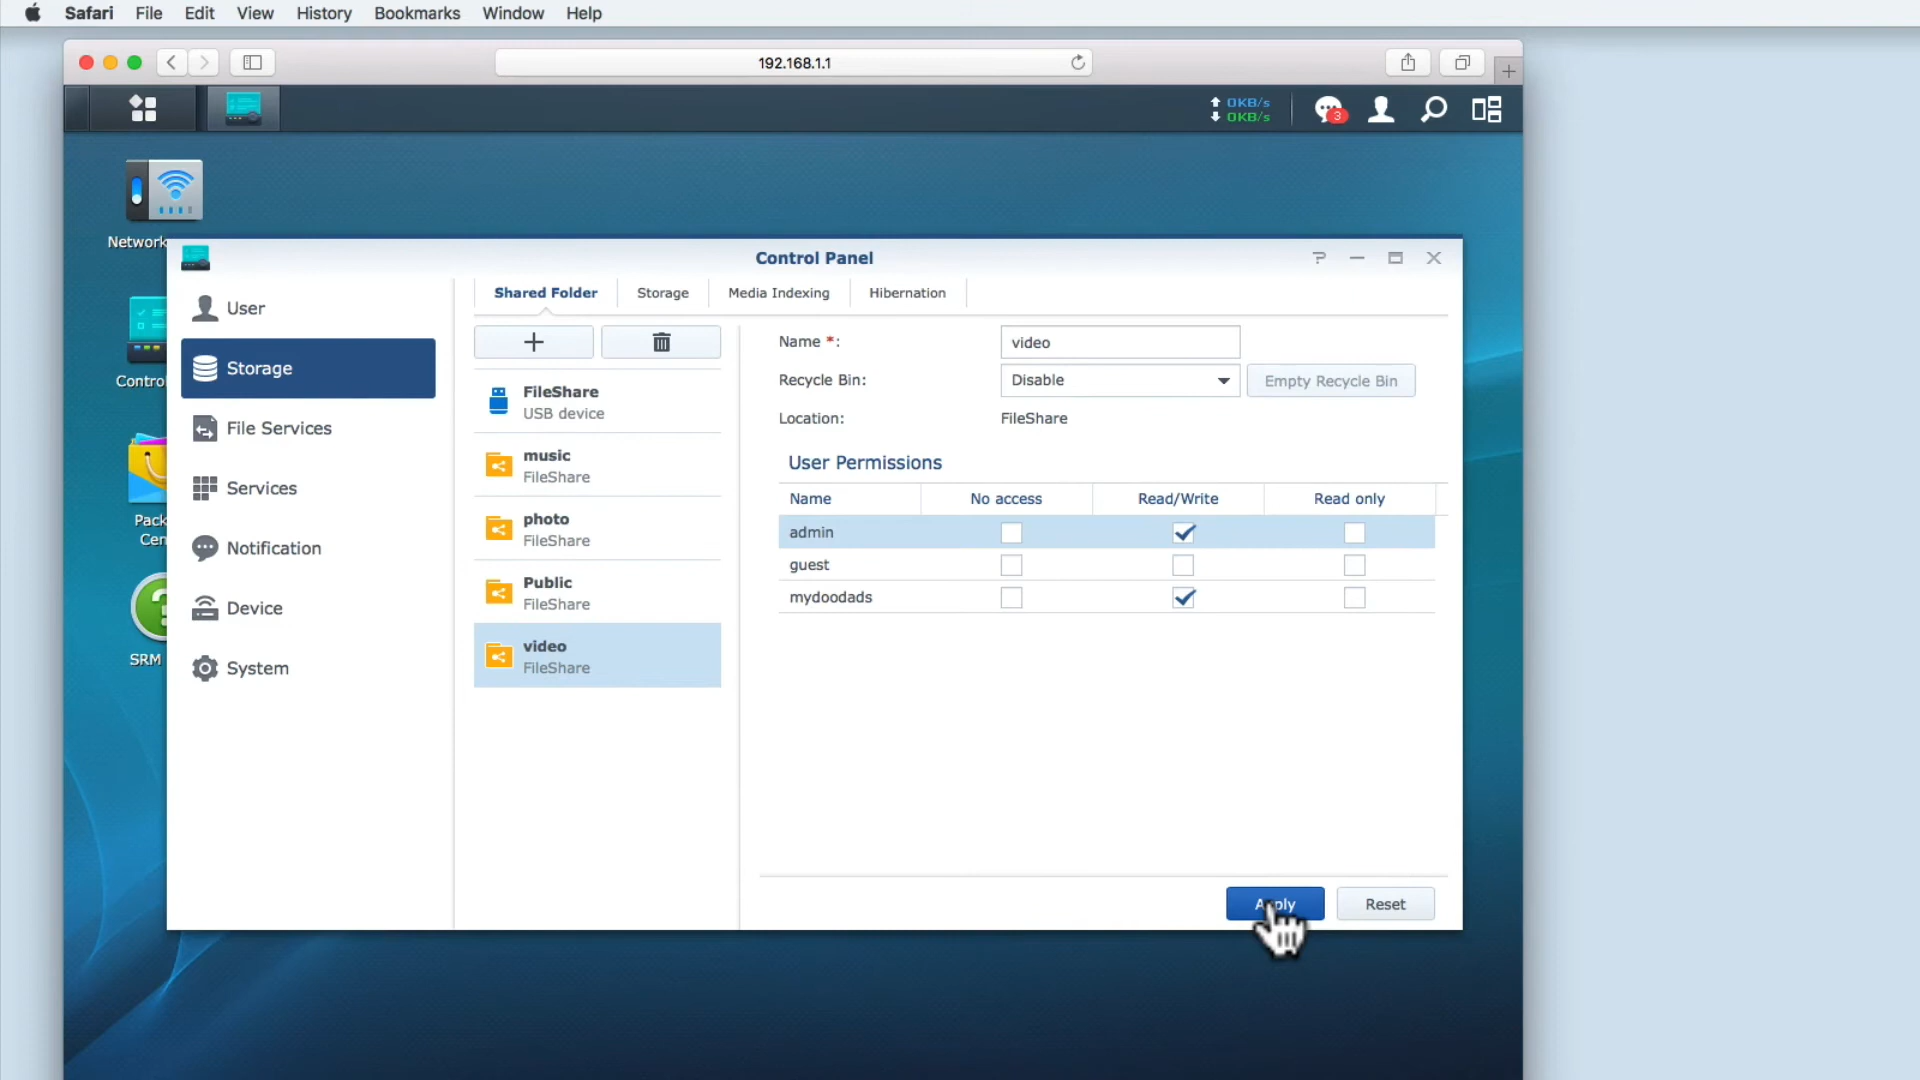 Safari File Edit View History Bookmarks Window Help
192.168.1.1
0KB/s
0KB/s
3
Network
Control Panel
User
Storage
File Services
Services
Notification
Device
System
Control
Pack
Cen
SRM
Shared Folder Storage Media Indexing Hibernation
FileShare
USB device
music
FileShare
photo
FileShare
Public
FileShare
video
FileShare
Name *: video
Recycle Bin: Disable Empty Recycle Bin
Location: FileShare
User Permissions
Name No access Read/Write Read only
admin
guest
mydoodads
Apply Reset